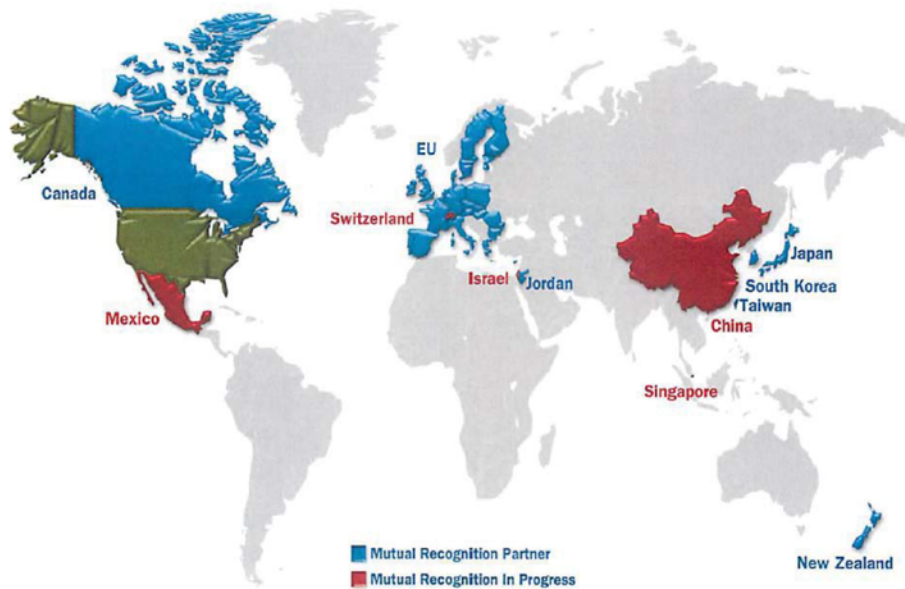 EU
Canada
Switzerland
Israel
Jordan
Japan
South Korea
Taiwan
Mexico
China
Singapore
New Zealand
Mutual Recognition Partner
Mutual Recognition In Progress